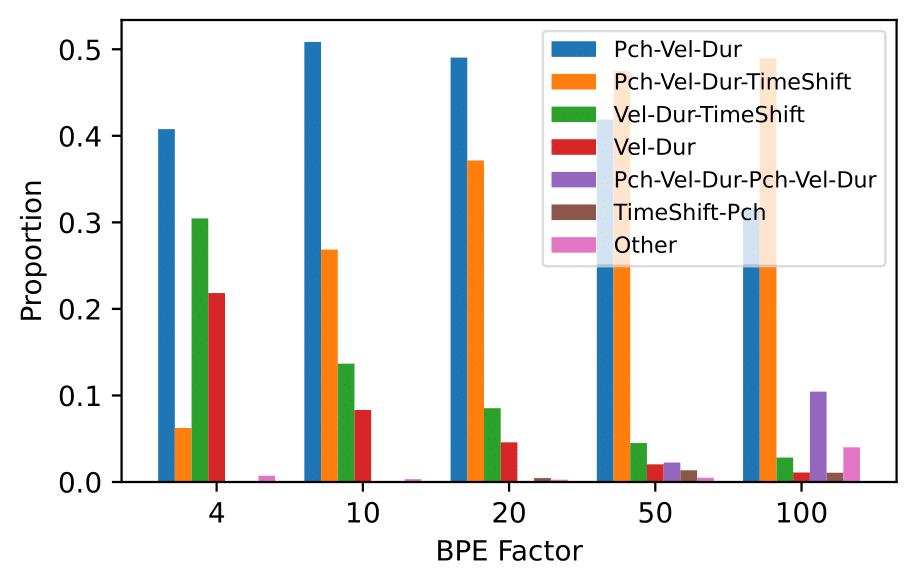 Proportion
0.5
0.4
0.3
0.2
0.1
0.0
Pch-Vel-Dur
Pch-Vel-Dur-TimeShift
Vel-Dur-TimeShift
Vel-Dur
Pch-Vel-Dur-Pch-Vel-Dur
TimeShift-Pch
Other
4 10 20 50 100
BPE Factor